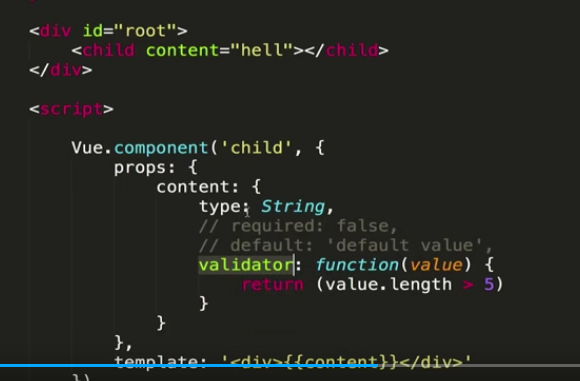 <div id="root">
<child content="hell"></child>
</div>
<script>
Vue.component('child', {
props: {
content: {
type: String,
// required: false,
// default: 'default value',
validator: function(value) {
return (value.length > 5)
}
}
},
template: '<div>{{content}}</div>'
})